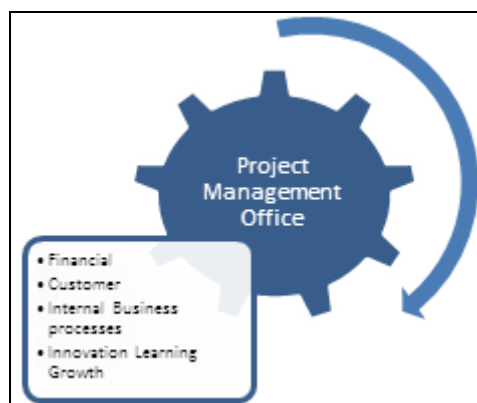 Project
Management
Office
• Financial
• Customer
• Internal Business
processes
• Innovation Learning
Growth